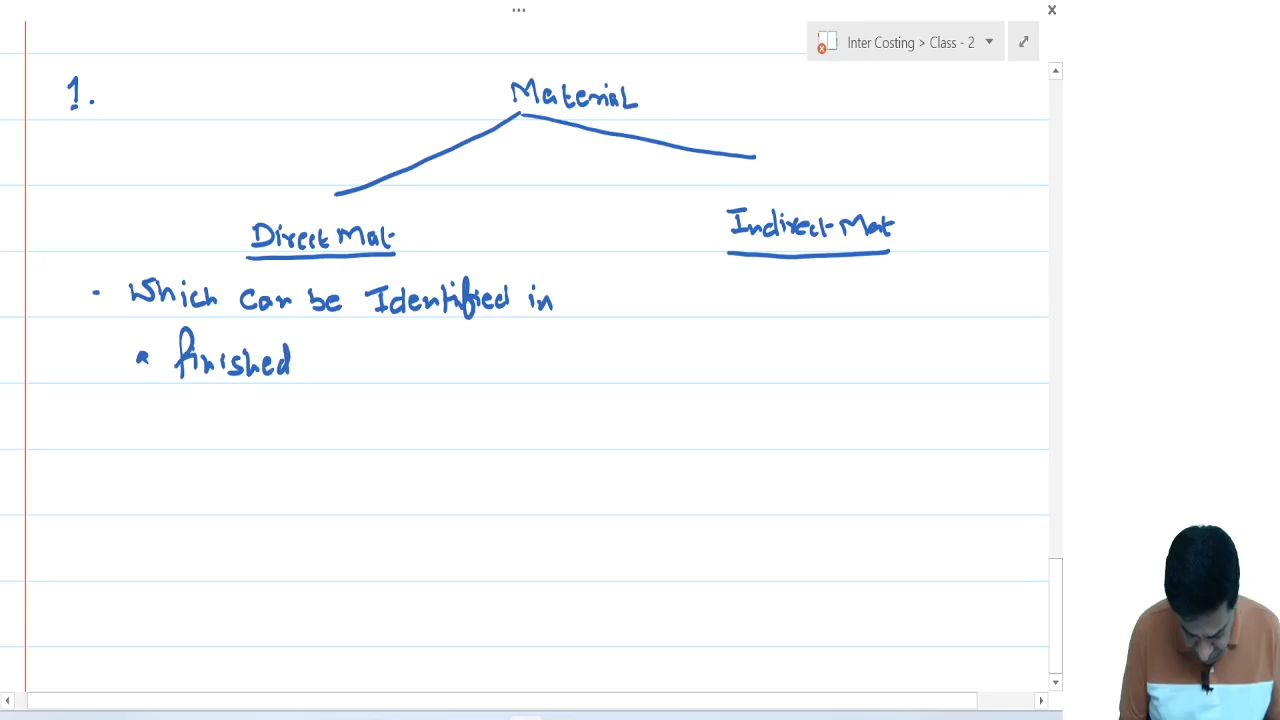 Inter Costing > Class - 2
1.
Material
Direct Mat
Indirect Mat
- Which can be Identified in
a finished